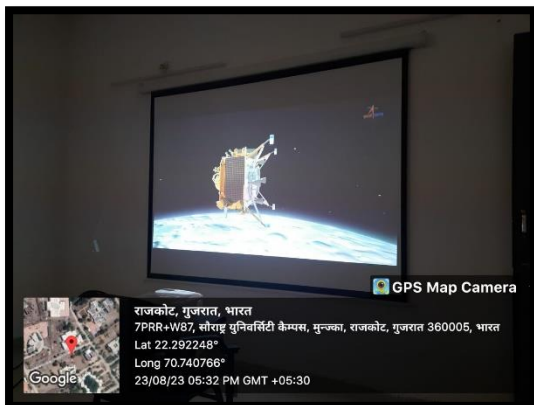 GPS Map Camera
राजकोट, गुजरात, भारत
7PRR+W87, सौराष्ट्र युनिवर्सिटी कैम्पस, मुन्जका, राजकोट, गुजरात 360005, भारत
Lat 22.292248°
Long 70.740766°
23/08/23 05:32 PM GMT +05:30
Google